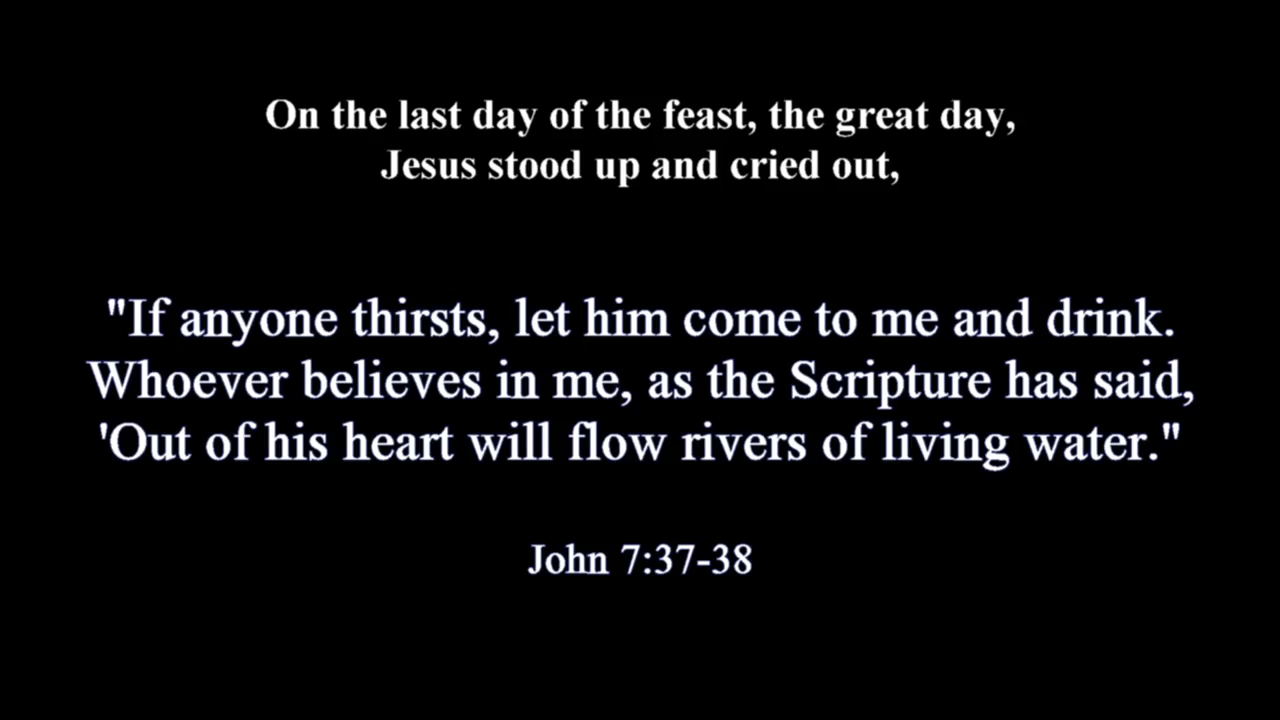 On the last day of the feast, the great day,
Jesus stood up and cried out,
"If anyone thirsts, let him come to me and drink.
Whoever believes in me, as the Scripture has said,
'Out of his heart will flow rivers of living water."
John 7:37-38